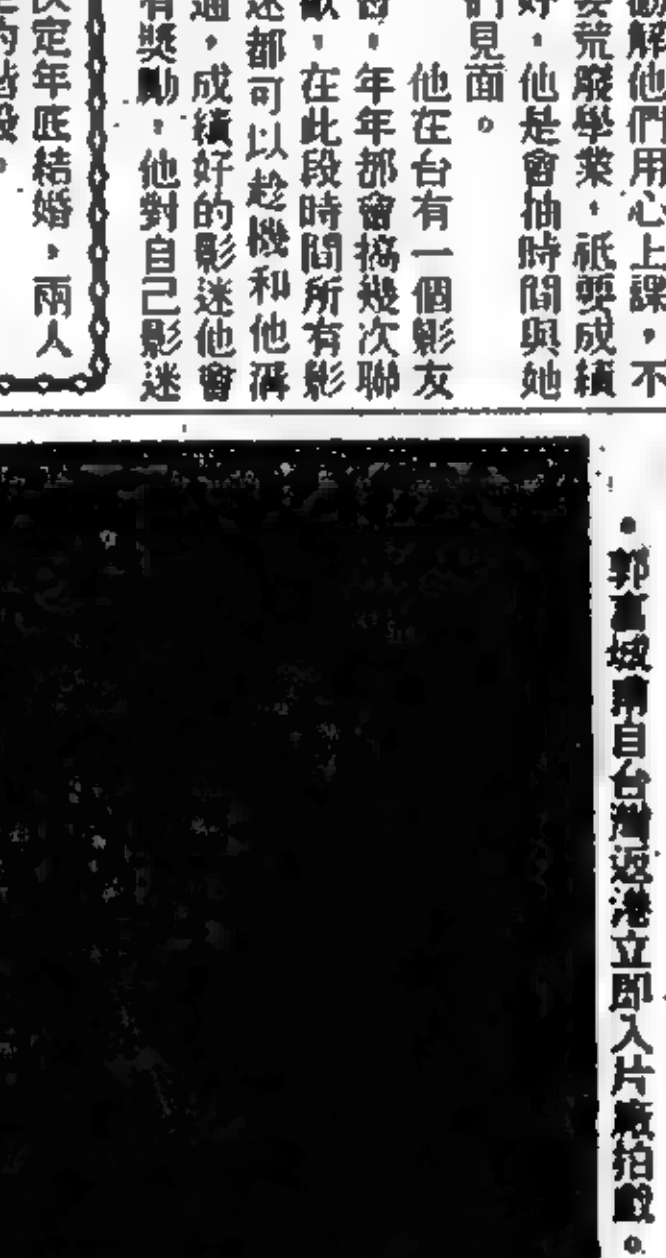 勸解他們用心上課，不
要荒廢學業，祇要成績
好，他是會抽時間與她
們見面。
他在台有一個影友
會，年年都會搞幾次聯
歡，在此段時間所有影
迷都可以趁機和他溝
通，成績好的影迷他會
有獎勵，他對自己影迷
決定年底結婚，兩人
的階段。
•郭富城甫自台灣返港立即入片廠拍戲。